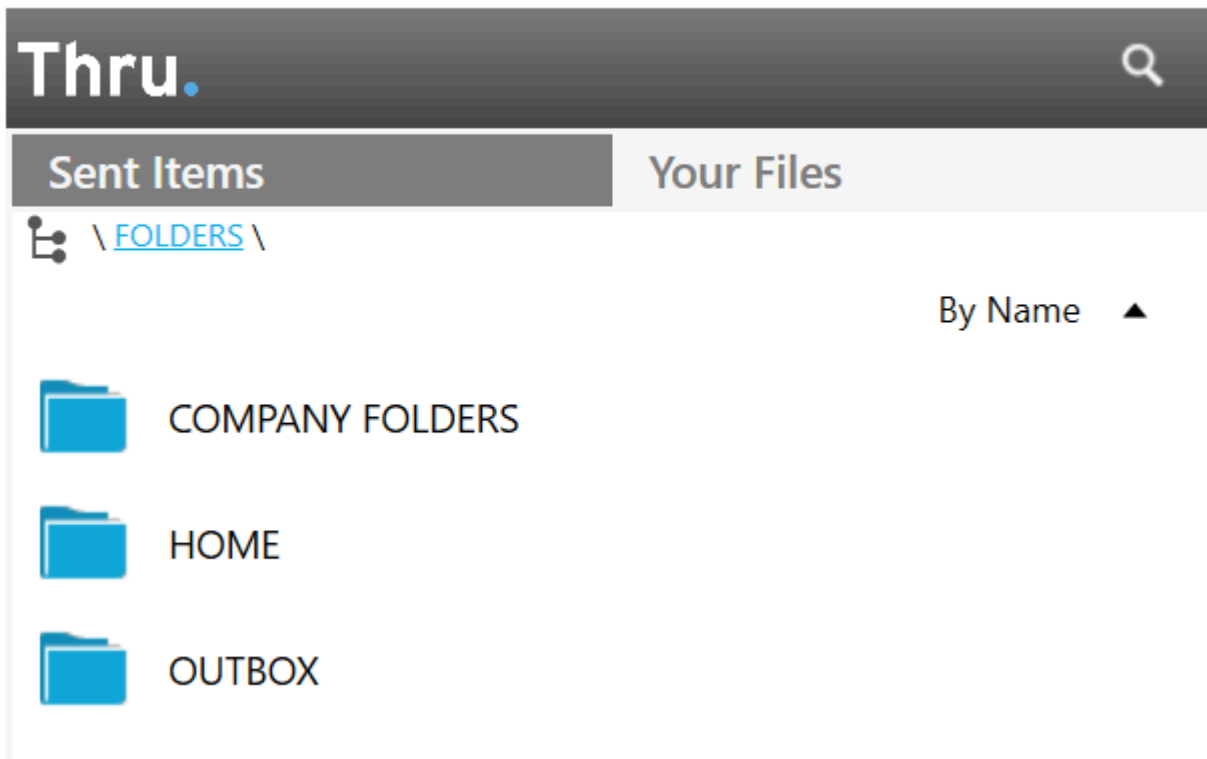 Thru.
Sent Items Your Files
\ FOLDERS \
By Name
COMPANY FOLDERS
HOME
OUTBOX